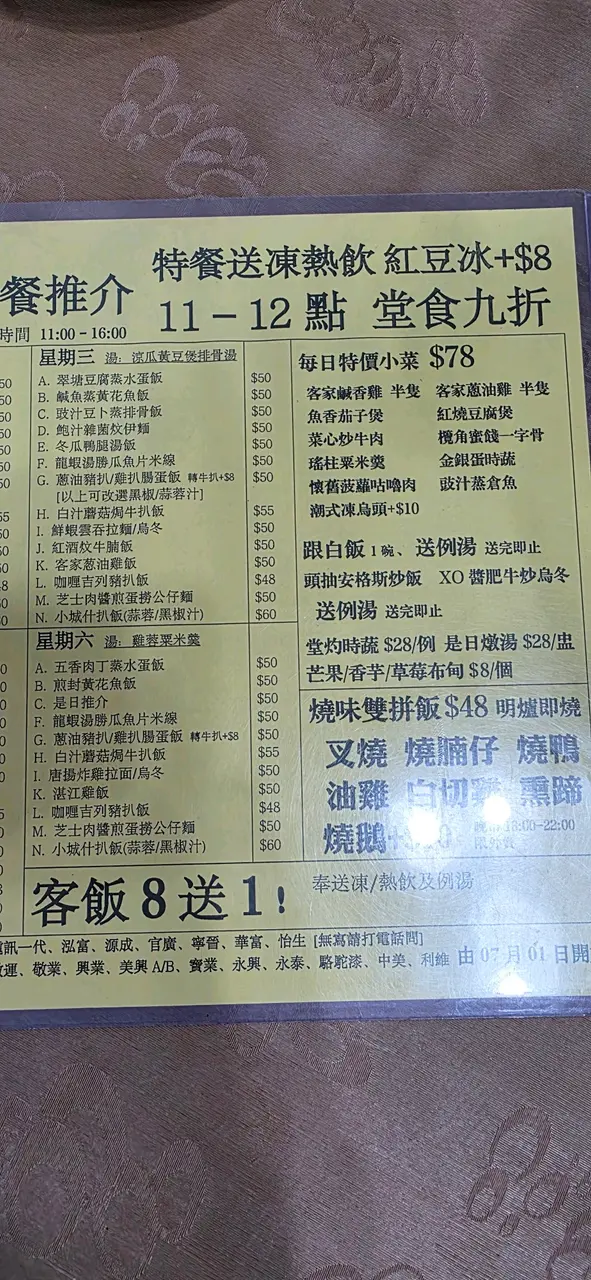 特餐送凍熱飲 紅豆冰+$8
餐推介
11－12 點 堂食九折
時間 11:00 - 16:00
星期三 湯: 涼瓜黃豆煲排骨湯
A. 翠塘豆腐蒸水蛋飯 $50
B. 鹹魚蒸黃花魚飯 $50
C. 豉汁豆卜蒸排骨飯 $50
D. 鮑汁雜菌炆伊麵 $50
E. 冬瓜鴨腿湯飯 $50
F. 龍蝦湯勝瓜魚片米線 $50
G. 蔥油豬扒/雞扒腸蛋飯 轉牛扒+$8 $50
[以上可改選黑椒/蒜蓉汁]
H. 白汁蘑菇焗牛扒飯 $55
I. 鮮蝦雲吞拉麵/烏冬 $50
J. 紅酒炆牛腩飯 $50
K. 客家葱油雞飯 $50
L. 咖喱吉列豬扒飯 $48
M. 芝士肉醬煎蛋撈公仔麵 $50
N. 小城什扒飯(蒜蓉/黑椒汁) $60
星期六 湯: 雞蓉粟米羹
A. 五香肉丁蒸水蛋飯 $50
B. 煎封黃花魚飯 $50
C. 是日推介 $50
F. 龍蝦湯勝瓜魚片米線 $50
G. 蔥油豬扒/雞扒腸蛋飯 轉牛扒+$8 $50
H. 白汁蘑菇焗牛扒飯 $55
I. 唐揚炸雞拉面/烏冬 $50
K. 湛江雞飯 $50
L. 咖喱吉列豬扒飯 $48
M. 芝士肉醬煎蛋撈公仔麵 $50
N. 小城什扒飯(蒜蓉/黑椒汁) $60
每日特價小菜 $78
客家鹹香雞 半隻 客家蔥油雞 半隻
魚香茄子煲 紅燒豆腐煲
菜心炒牛肉 欖角蜜餞一字骨
瑤柱粟米羹 金銀蛋時蔬
懷舊菠蘿咕嚕肉 豉汁蒸倉魚
潮式凍烏頭+$10
跟白飯 1 碗、送例湯 送完即止
頭抽安格斯炒飯 XO 醬肥牛炒烏冬
送例湯 送完即止
堂灼時蔬 $28/例 是日燉湯 $28/盅
芒果/香芋/草莓布甸 $8/個
燒味雙拼飯 $48 明爐即燒
叉燒 燒腩仔 燒鴨
油雞 白切雞 熏蹄
燒鵝+ 18:00-22:00
客飯 8 送 1！ 奉送凍/熱飲及例湯
訊一代、泓富、源成、官廣、寧晉、華富、怡生 [無寫請打電話問]
運、敬業、興業、美興 A/B、寶業、永興、永泰、駱駝漆、中美、利維 由 07 月 01 日開